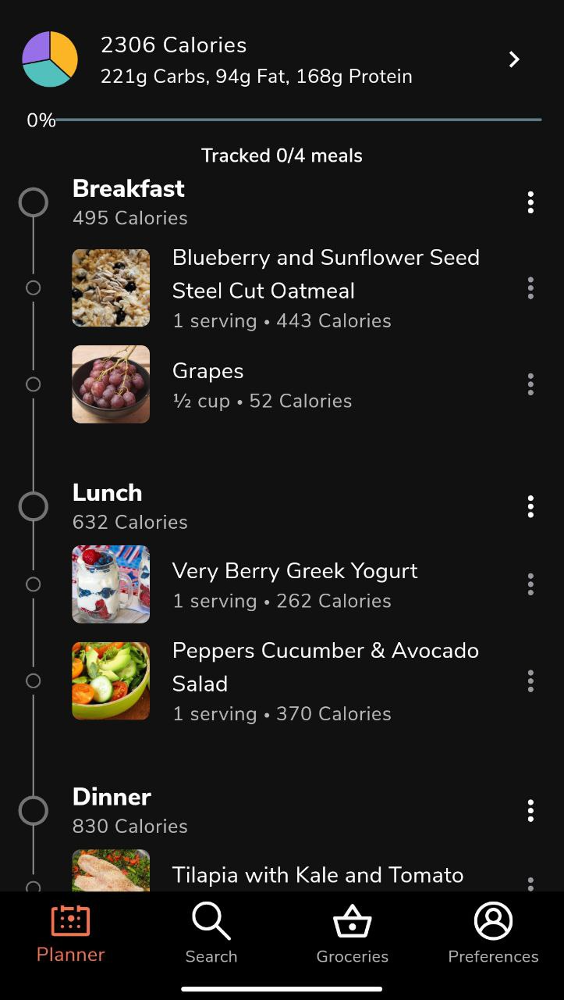 2306 Calories
221g Carbs, 94g Fat, 168g Protein
0%
Tracked 0/4 meals
Breakfast
495 Calories
Blueberry and Sunflower Seed
Steel Cut Oatmeal
1 serving • 443 Calories
Grapes
½ cup • 52 Calories
Lunch
632 Calories
Very Berry Greek Yogurt
1 serving • 262 Calories
Peppers Cucumber & Avocado
Salad
1 serving • 370 Calories
Dinner
830 Calories
Tilapia with Kale and Tomato
Planner
Search
Groceries
Preferences